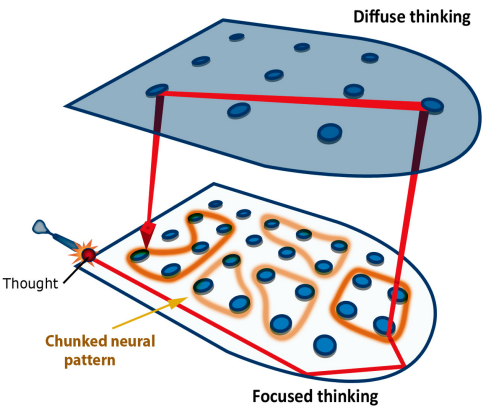 Diffuse thinking
Thought
Chunked neural
pattern
Focused thinking